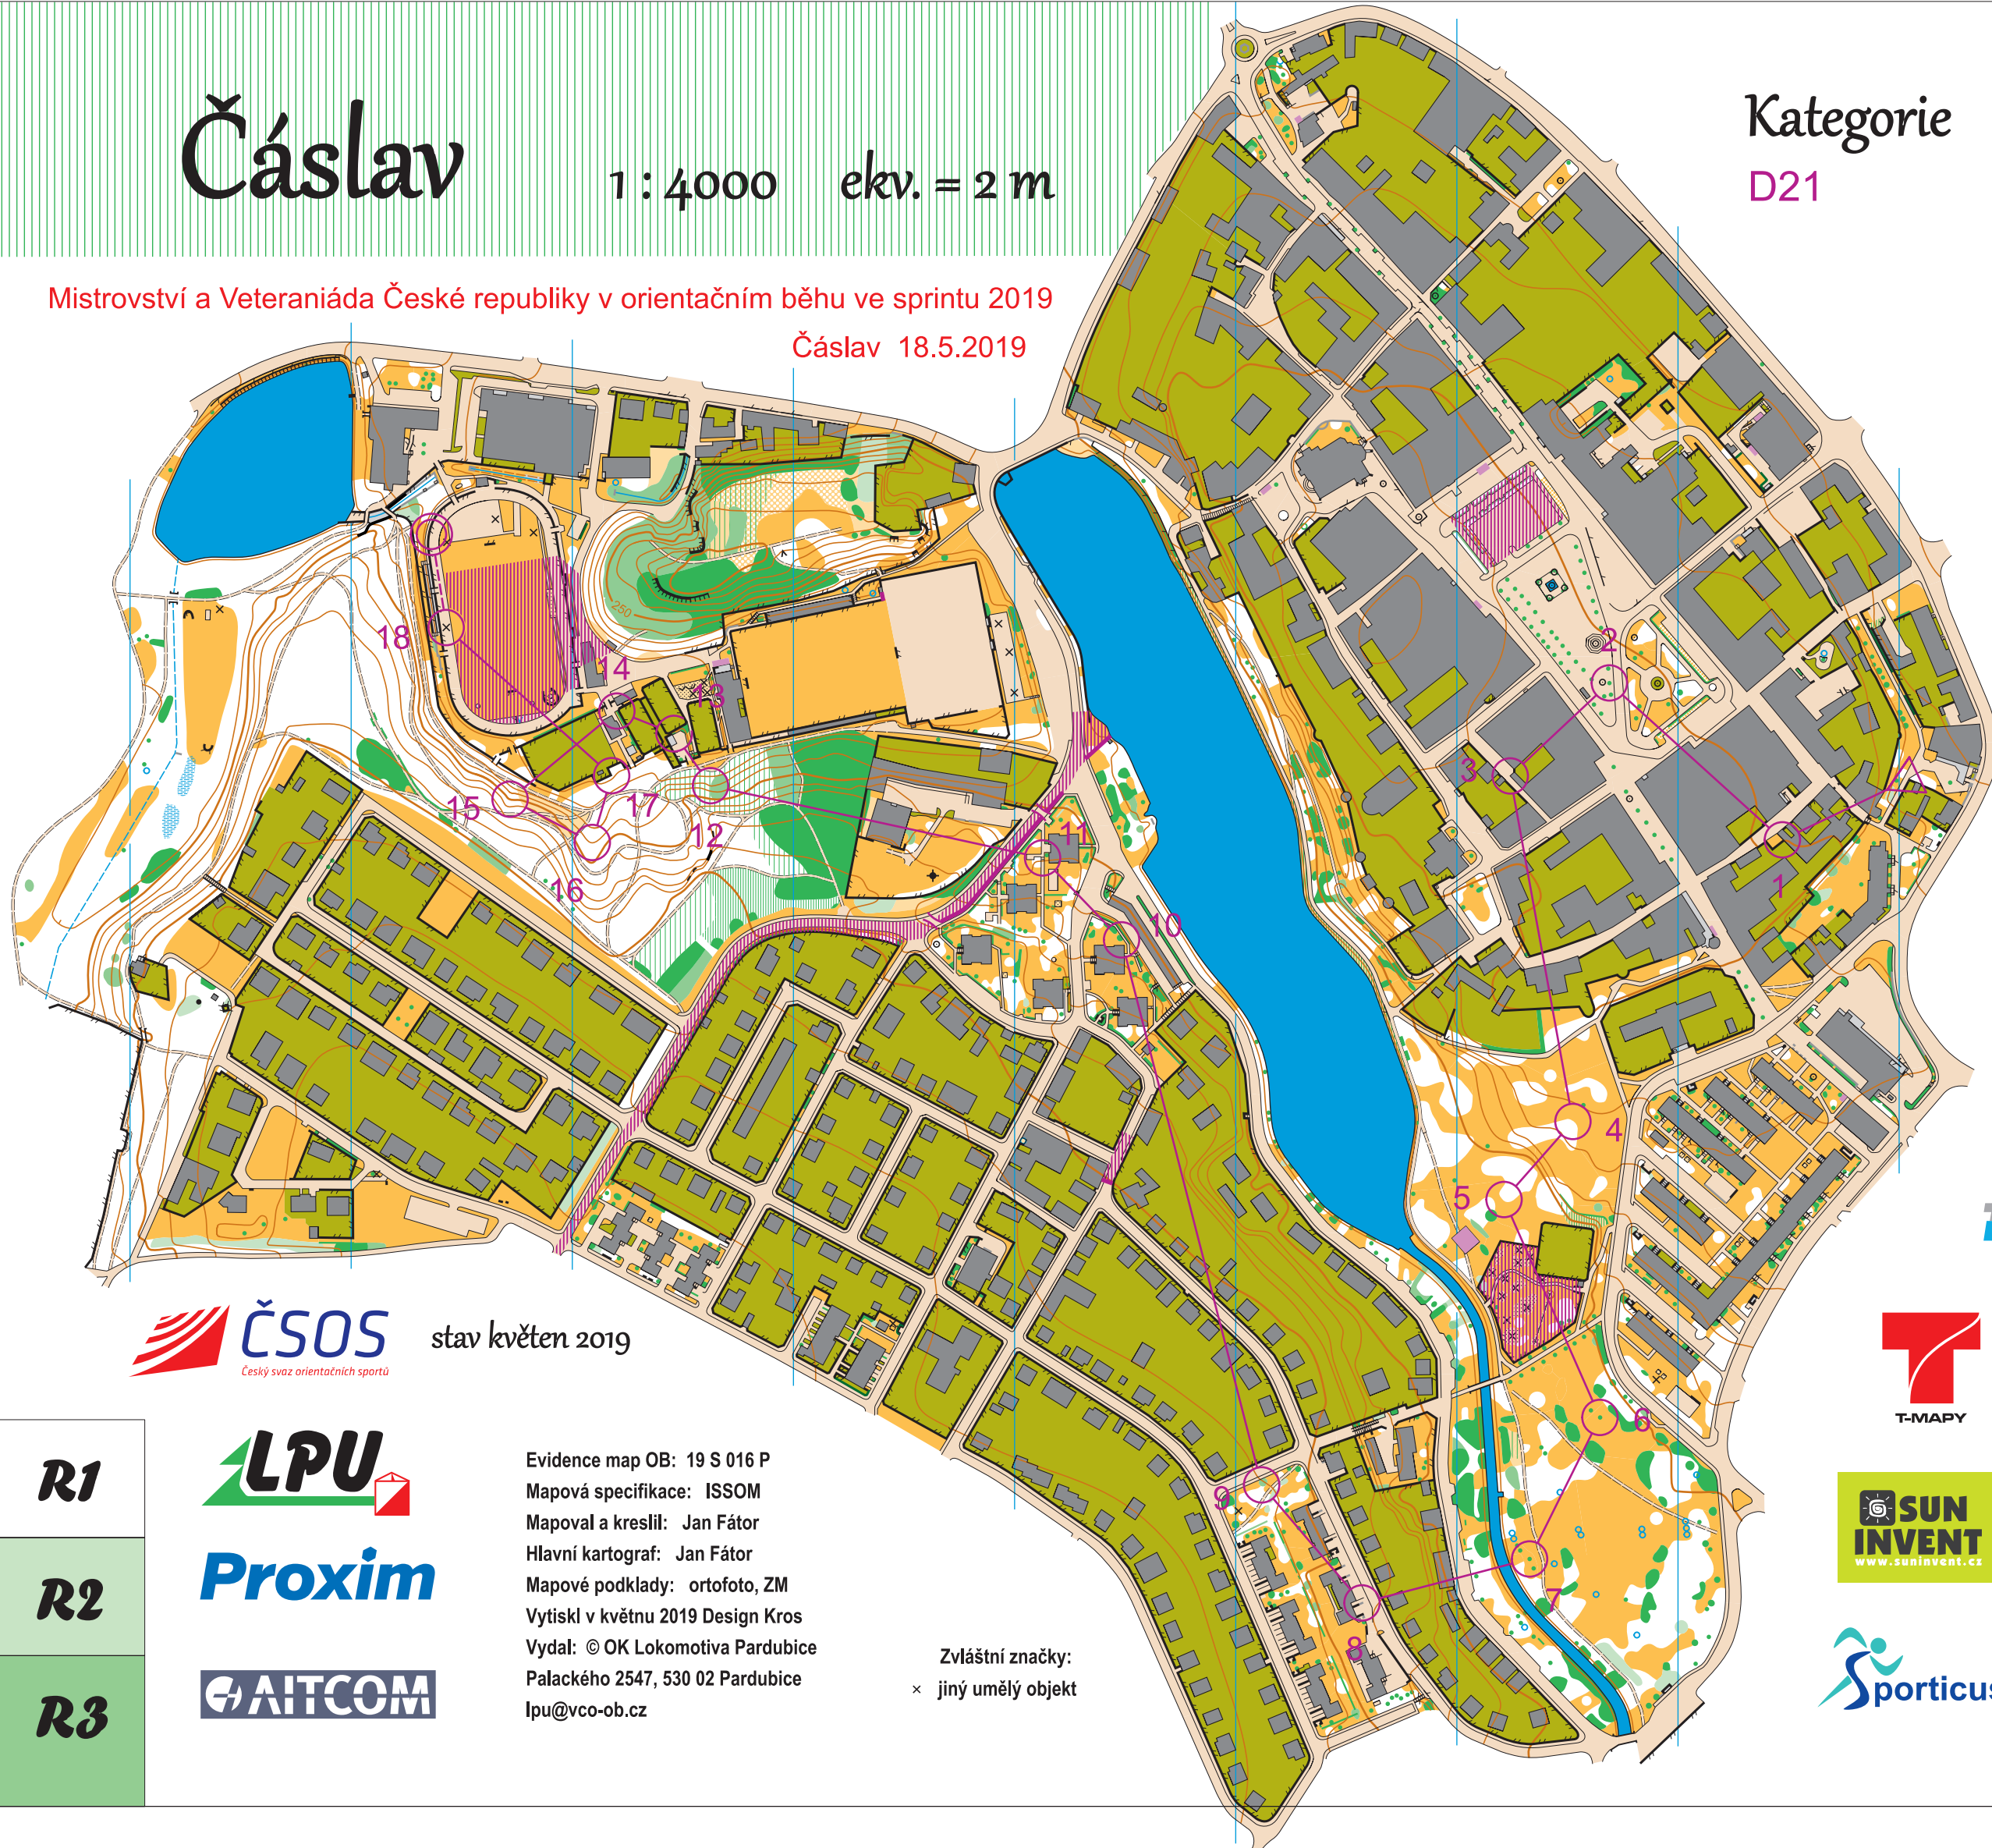 Čáslav
1 : 4000 ekv. = 2 m
Kategorie
D21
Mistrovství a Veteraniáda České republiky v orientačním běhu ve sprintu 2019
Čáslav 18.5.2019
250
18
14
13
2
3
15
17
12
11
16
10
1
4
5
6
9
7
8
ČSOS
Český svaz orientačních sportů
stav květen 2019
T-MAPY
R1
R2
R3
LPU
Proxim
AITCOM
Evidence map OB: 19 S 016 P
Mapová specifikace: ISSOM
Mapoval a kreslil: Jan Fátor
Hlavní kartograf: Jan Fátor
Mapové podklady: ortofoto, ZM
Vytiskl v květnu 2019 Design Kros
Vydal: © OK Lokomotiva Pardubice
Palackého 2547, 530 02 Pardubice
lpu@vco-ob.cz
Zvláštní značky:
× jiný umělý objekt
SUN
INVENT
www.suninvent.cz
Sporticus